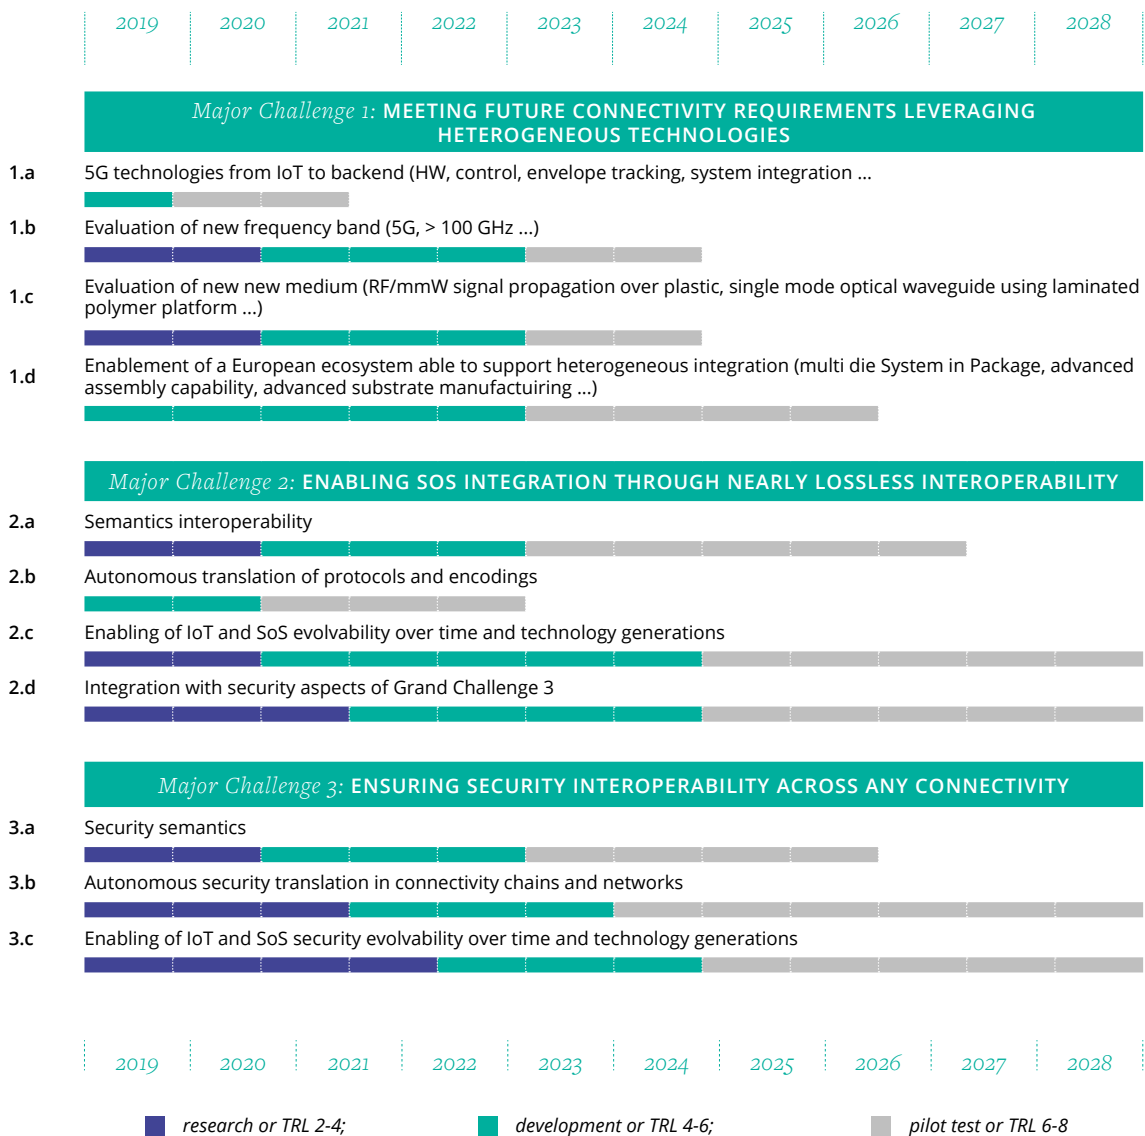 2019 2020 2021 2022 2023 2024 2025 2026 2027 2028
Major Challenge 1: MEETING FUTURE CONNECTIVITY REQUIREMENTS LEVERAGING
HETEROGENEOUS TECHNOLOGIES
1.a 5G technologies from IoT to backend (HW, control, envelope tracking, system integration ...
1.b Evaluation of new frequency band (5G, > 100 GHz ...)
1.c Evaluation of new new medium (RF/mmW signal propagation over plastic, single mode optical waveguide using laminated
polymer platform ...)
1.d Enablement of a European ecosystem able to support heterogeneous integration (multi die System in Package, advanced
assembly capability, advanced substrate manufactuiring ...)
Major Challenge 2: ENABLING SOS INTEGRATION THROUGH NEARLY LOSSLESS INTEROPERABILITY
2.a Semantics interoperability
2.b Autonomous translation of protocols and encodings
2.c Enabling of IoT and SoS evolvability over time and technology generations
2.d Integration with security aspects of Grand Challenge 3
Major Challenge 3: ENSURING SECURITY INTEROPERABILITY ACROSS ANY CONNECTIVITY
3.a Security semantics
3.b Autonomous security translation in connectivity chains and networks
3.c Enabling of IoT and SoS security evolvability over time and technology generations
2019 2020 2021 2022 2023 2024 2025 2026 2027 2028
research or TRL 2-4; development or TRL 4-6; pilot test or TRL 6-8